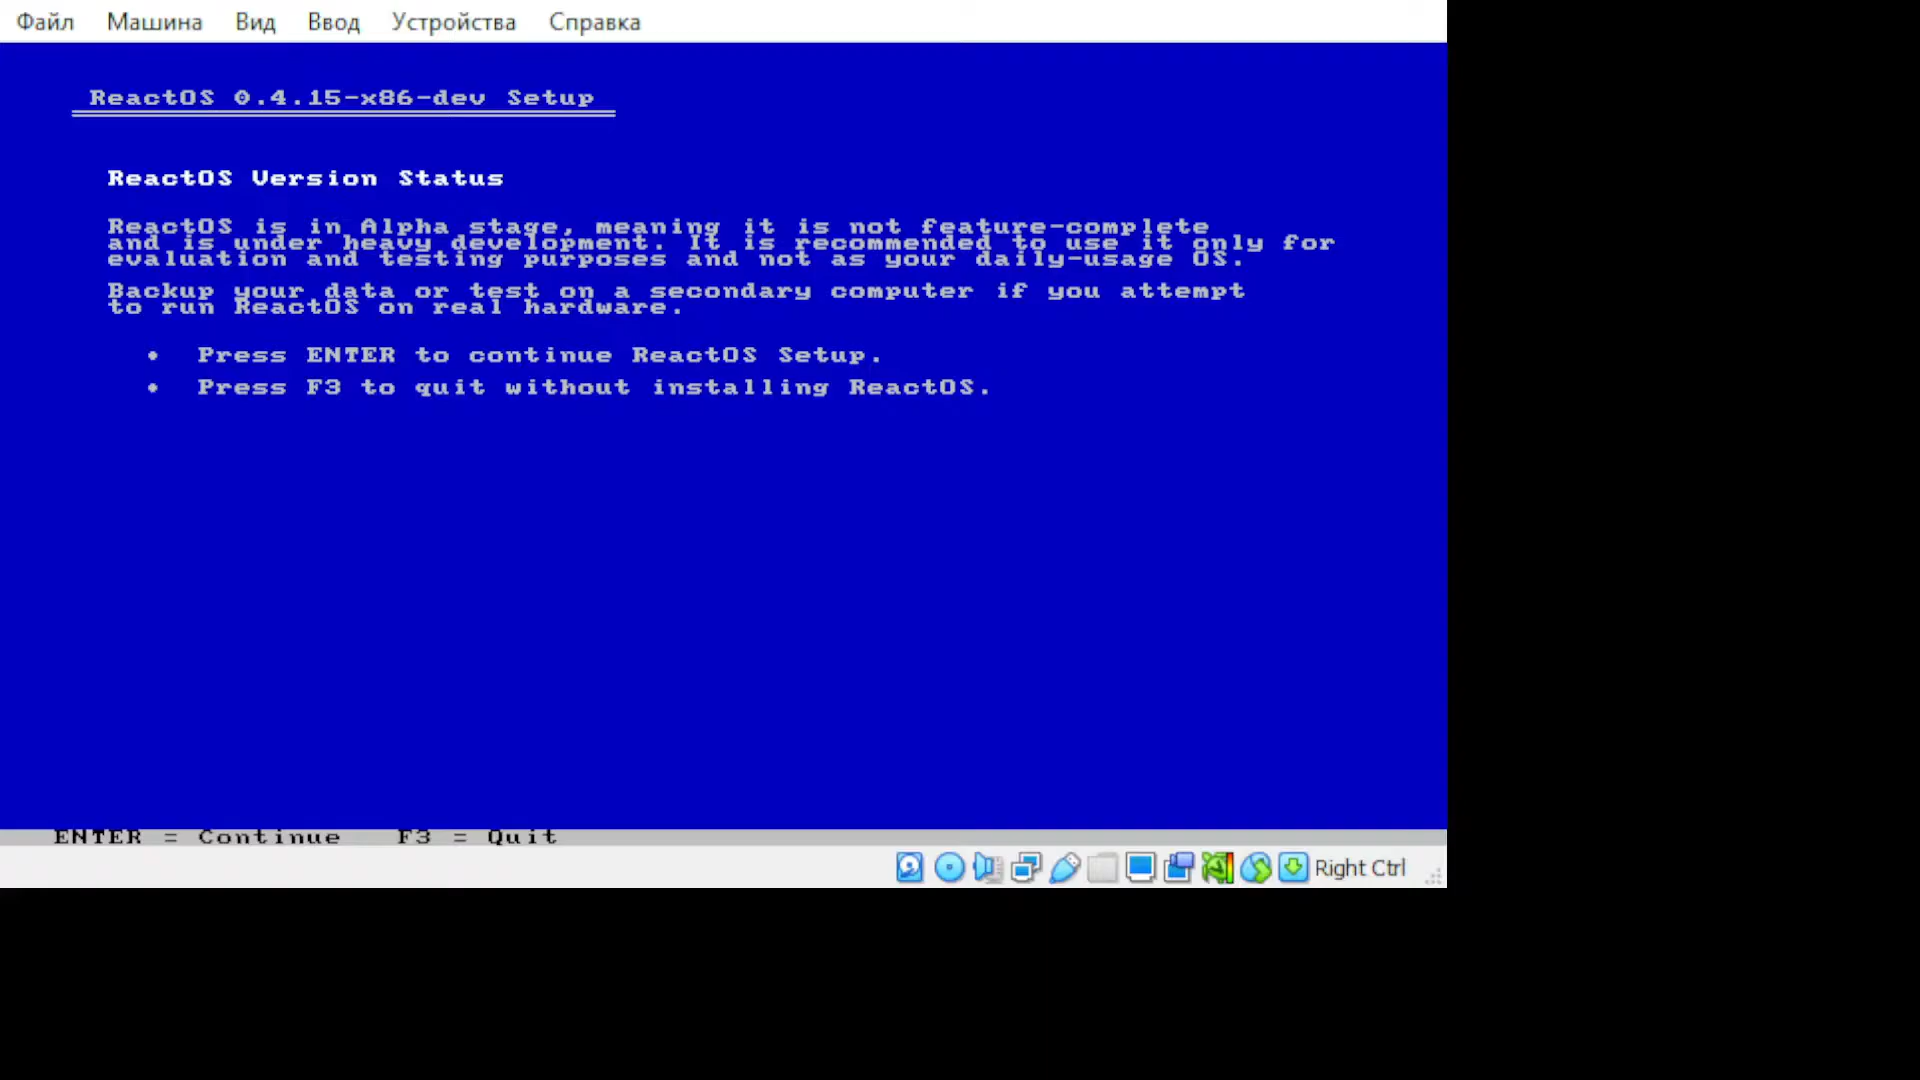 Файл Машина Вид Ввод Устройства Справка
ReactOS 0.4.15-x86-dev Setup
ReactOS Version Status
ReactOS is in Alpha stage, meaning it is not feature-complete
and is under heavy development. It is recommended to use it only for
evaluation and testing purposes and not as your daily-usage OS.
Backup your data or test on a secondary computer if you attempt
to run ReactOS on real hardware.
• Press ENTER to continue ReactOS Setup.
• Press F3 to quit without installing ReactOS.
ENTER = Continue F3 = Quit
Right Ctrl